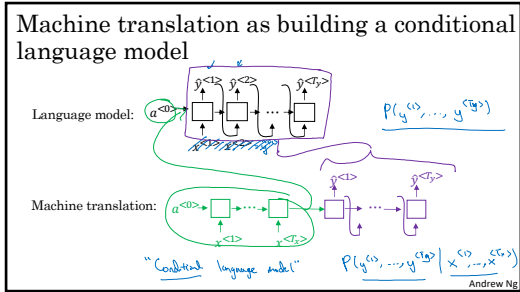 Machine translation as building a conditional
language model
ŷ<1> ŷ<2> ŷ<Ty>
Language model: a<0> ⋯
P(y<1>, …, y<Ty>)
ŷ<1> ŷ<Ty>
Machine translation: a<0> ⋯ ⋯
x<1> x<Tx>
"Conditional language model" P(y<1>, …, y<Ty> | x<1>, …, x<Tx>)
Andrew Ng